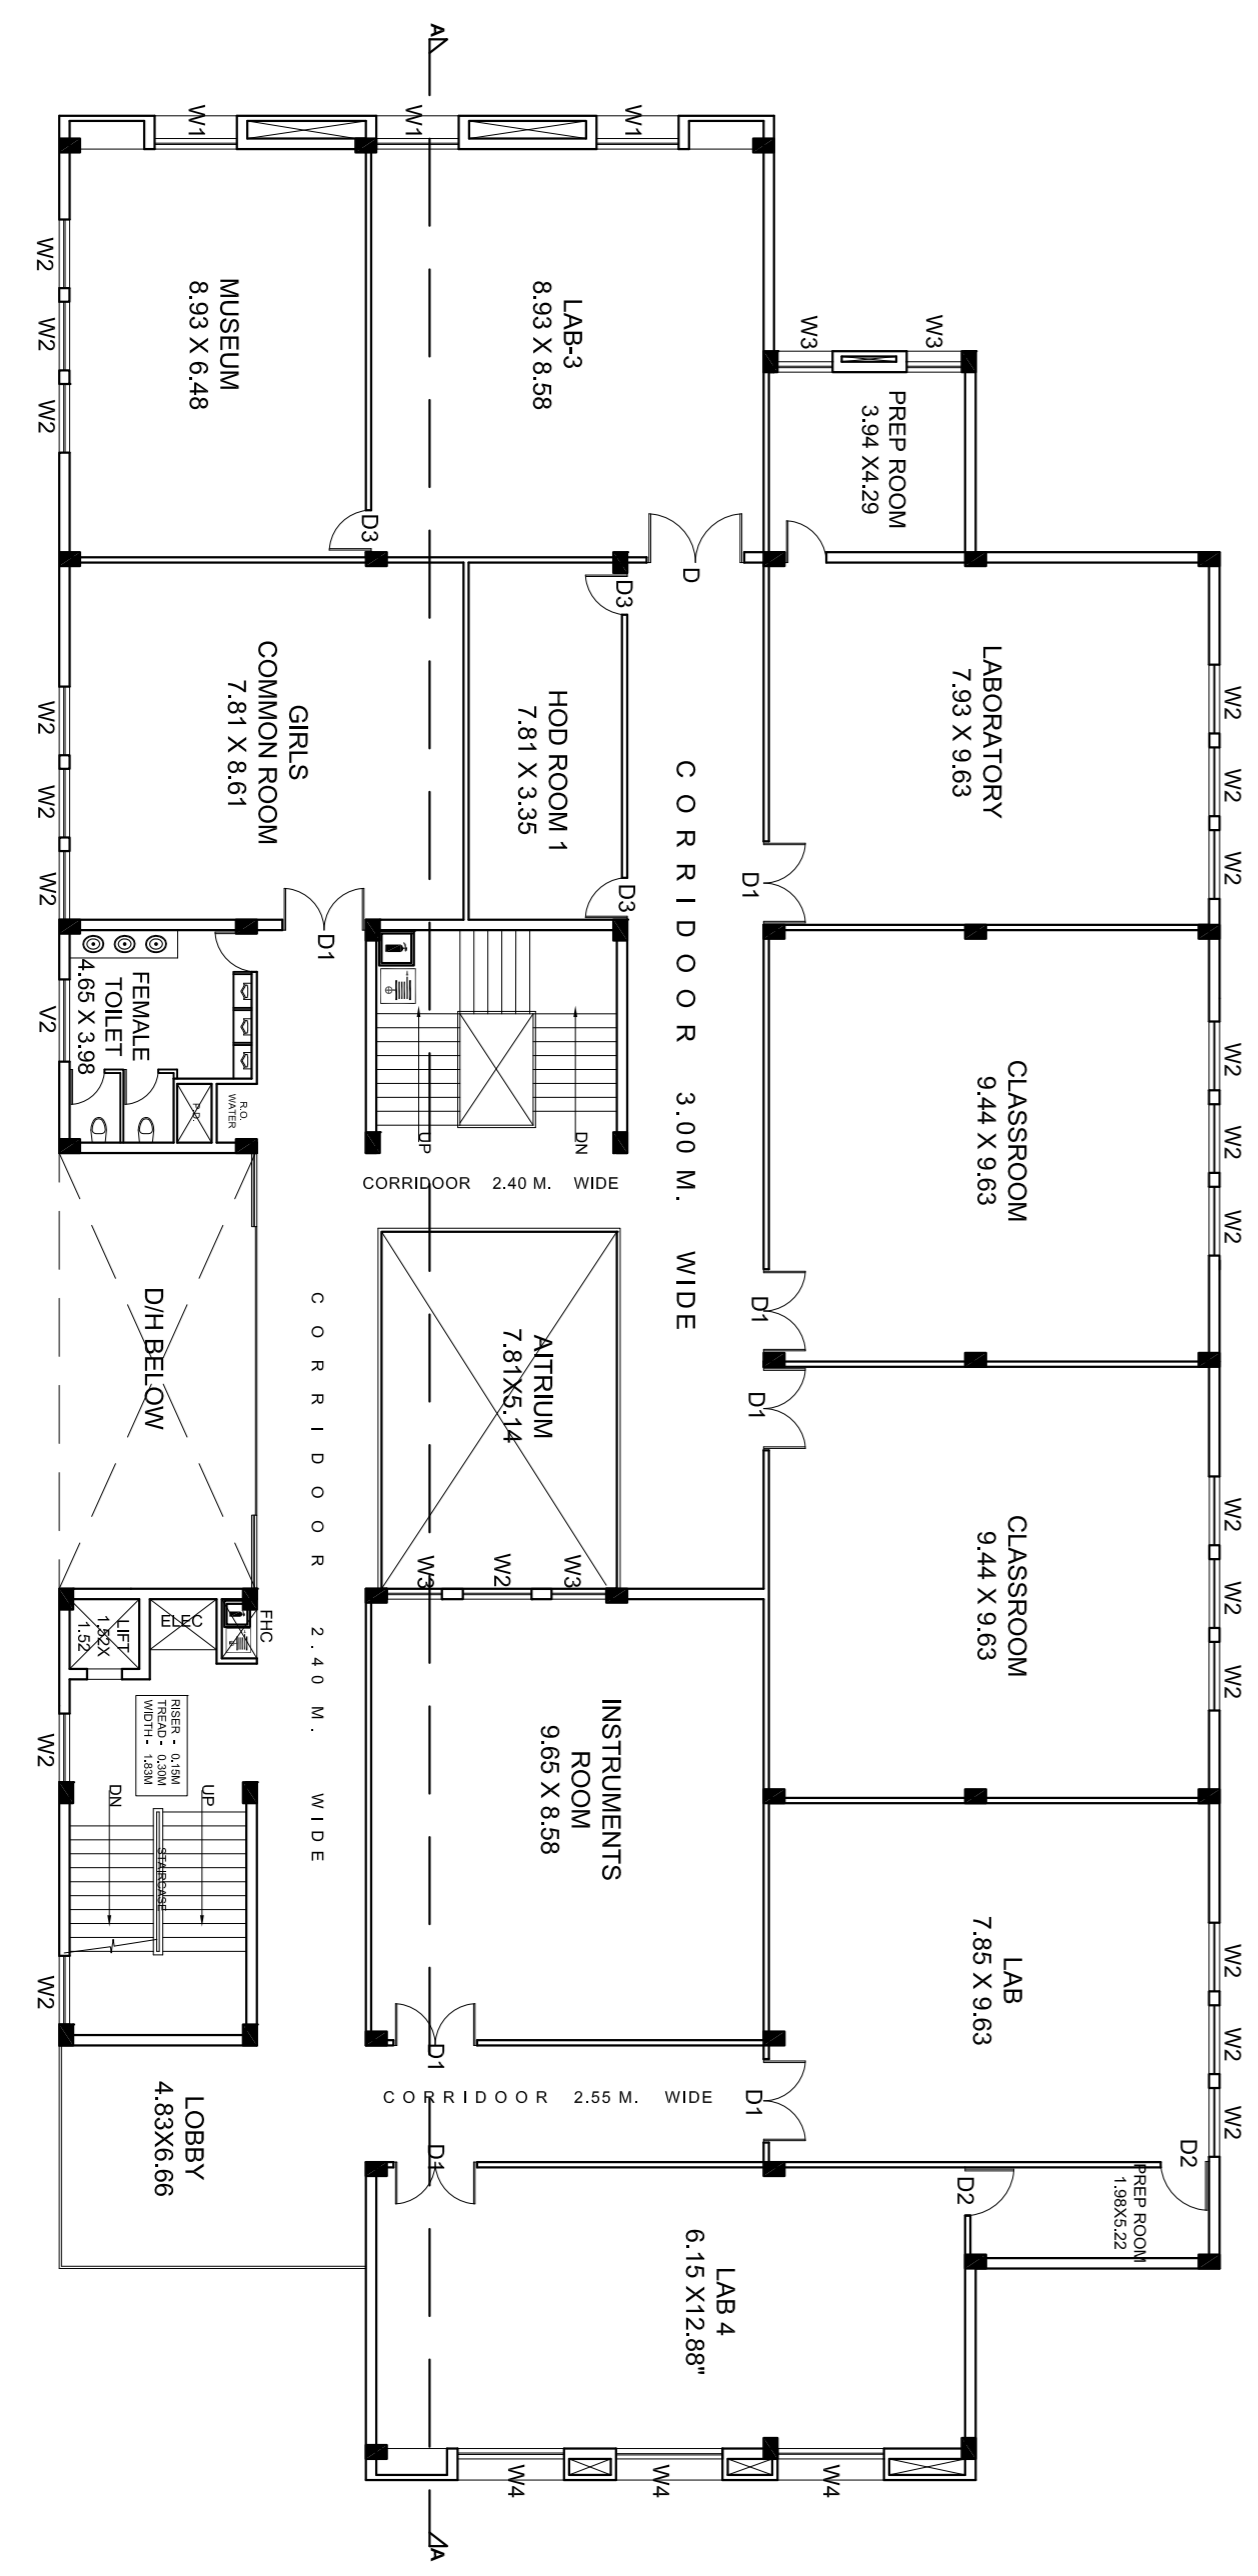 A
W1
W1
W1
W2
W2
W2
MUSEUM
8.93 X 6.48
LAB-3
8.93 X 8.58
W3
W3
PREP ROOM
3.94 X4.29
D3
D
D3
GIRLS
COMMON ROOM
7.81 X 8.61
HOD ROOM 1
7.81 X 3.35
LABORATORY
7.93 X 9.63
W2
W2
W2
W2
W2
W2
D3
D1
D1
FEMALE
TOILET
4.65 X 3.98
V2
P.D.
R.O.
WATER
UP
DN
CORRIDOOR 2.40 M. WIDE
CORRIDOOR 3.00 M. WIDE
CLASSROOM
9.44 X 9.63
W2
W2
W2
D1
D1
D/H BELOW
CORRIDOOR 2.40 M. WIDE
AITRIUM
7.81X5.14
W3
W2
W3
CLASSROOM
9.44 X 9.63
W2
W2
W2
LIFT
1.52X
1.52
ELEC
FHC
RISER - 0.15M
TREAD - 0.30M
WIDTH - 1.83M
W2
DN
UP
STAIRCASE
W2
INSTRUMENTS
ROOM
9.65 X 8.58
LAB
7.85 X 9.63
W2
W2
W2
D1
CORRIDOOR 2.55 M. WIDE
D1
D1
LOBBY
4.83X6.66
D2
D2
PREP ROOM
1.98X5.22
LAB 4
6.15 X12.88"
W4
W4
W4
A